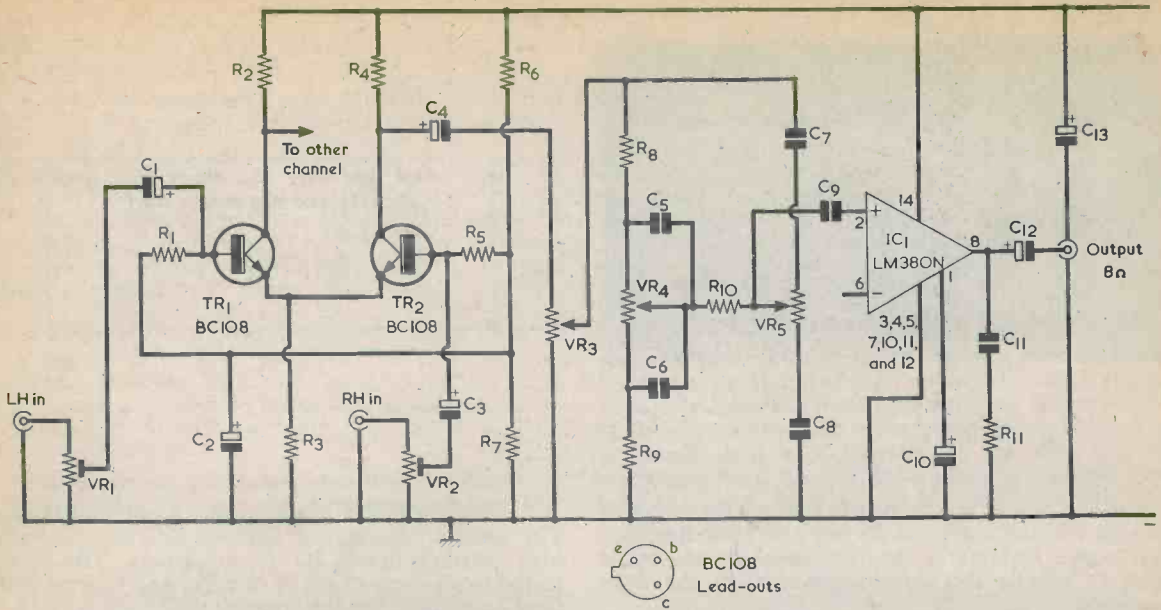 R2
R4
R6
C4
+
To other
channel
C1
+
R1
R5
TR1
BC108
TR2
BC108
VR3
R8
C5
C7
C9
VR4
R10
VR5
C6
R9
C8
14
2
+
IC1
LM380N
6
–
8
1
3,4,5,
7,10,11,
and 12
C12
+
+
C13
Output
8Ω
C11
R11
+
C10
LH in
VR1
C2
+
R3
RH in
VR2
C3
+
R7
–
e
b
c
BC108
Lead-outs